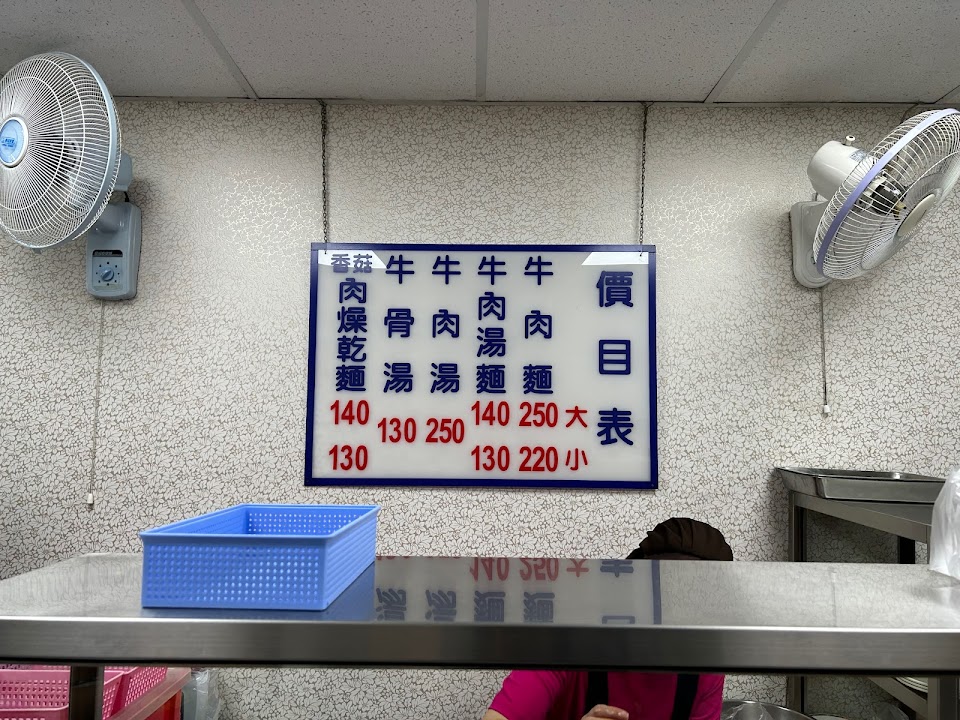 價目表
大 小
牛肉麵 250 220
牛肉湯麵 140 130
牛肉湯 250
牛骨湯 130
香菇肉燥乾麵 140 130